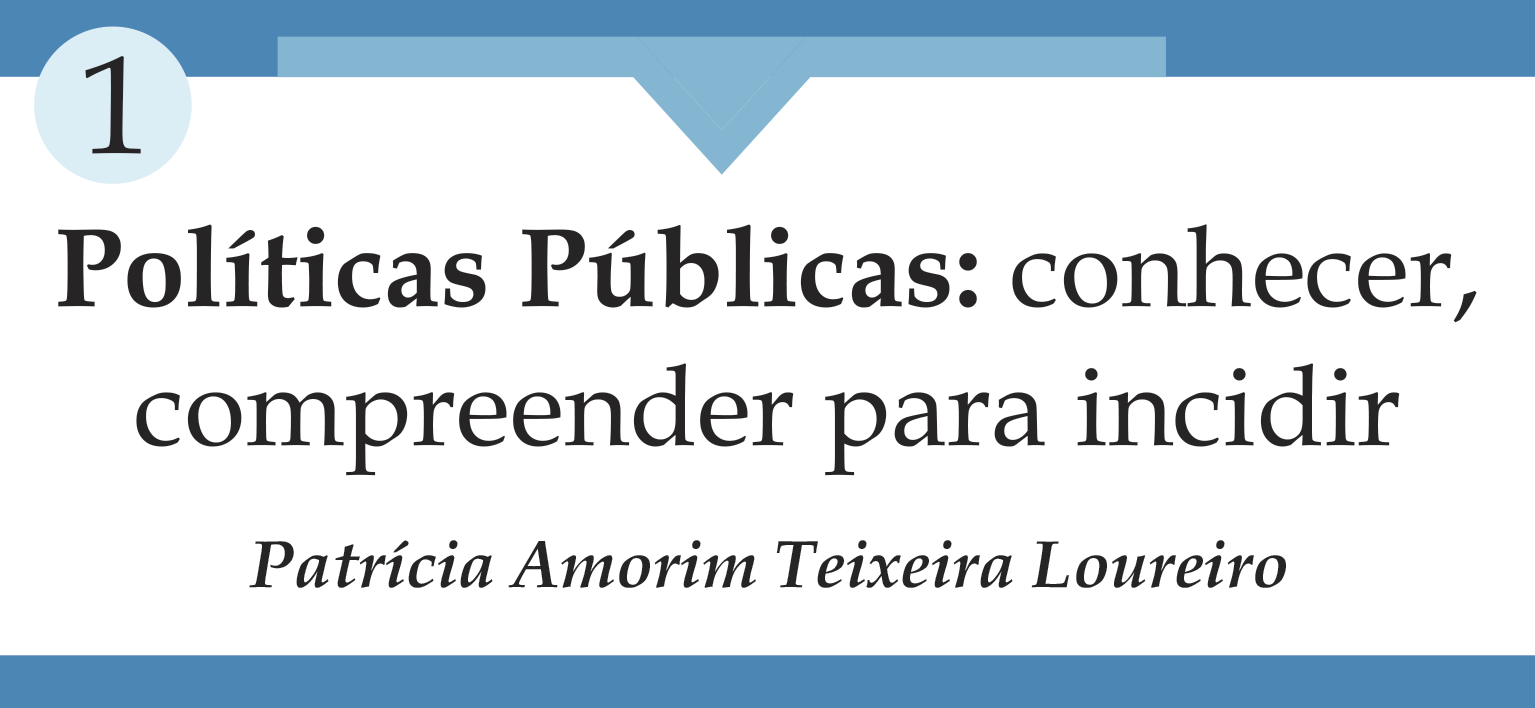 1
Políticas Públicas: conhecer,
compreender para incidir
Patrícia Amorim Teixeira Loureiro